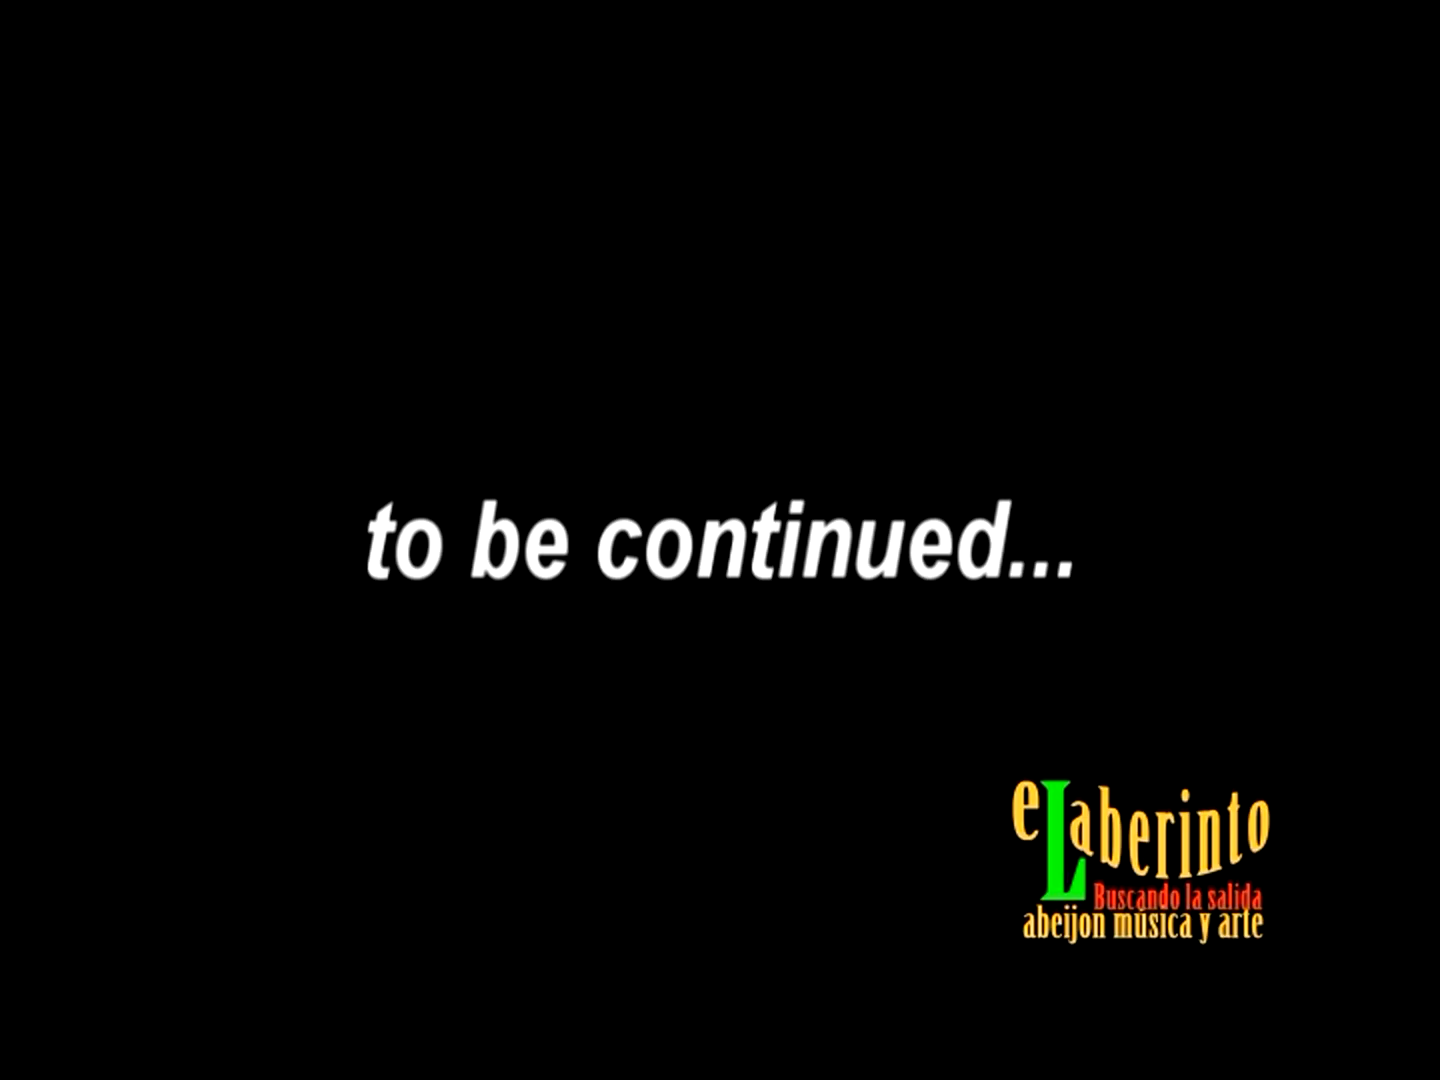 to be continued...
eLaberinto
Buscando la salida
abeijon música y arte